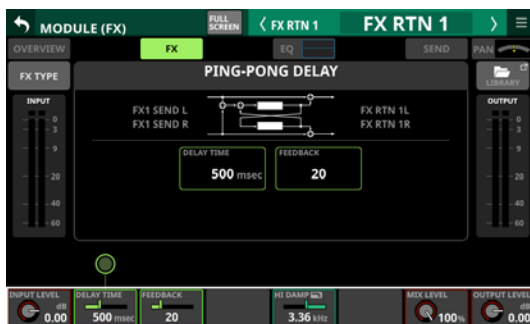 MODULE (FX)
FULL SCREEN
FX RTN 1
FX RTN 1
OVERVIEW
FX
EQ
SEND
PAN
FX TYPE
PING-PONG DELAY
LIBRARY
INPUT
OUTPUT
FX1 SEND L
FX RTN 1L
FX1 SEND R
FX RTN 1R
0
3
9
20
40
60
0
3
9
20
40
60
DELAY TIME
FEEDBACK
500 msec
20
INPUT LEVEL
DELAY TIME
FEEDBACK
HI DAMP
MIX LEVEL
OUTPUT LEVEL
dB
0.00
500 msec
20
3.36 kHz
100%
dB
0.00